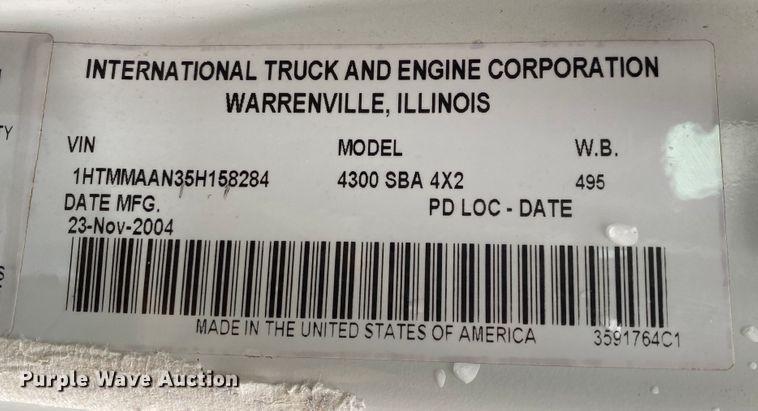 INTERNATIONAL TRUCK AND ENGINE CORPORATION
WARRENVILLE, ILLINOIS
VIN MODEL W.B.
1HTMMAAN35H158284 4300 SBA 4X2 495
DATE MFG. PD LOC - DATE
23-Nov-2004
MADE IN THE UNITED STATES OF AMERICA 3591764C1
Purple Wave Auction